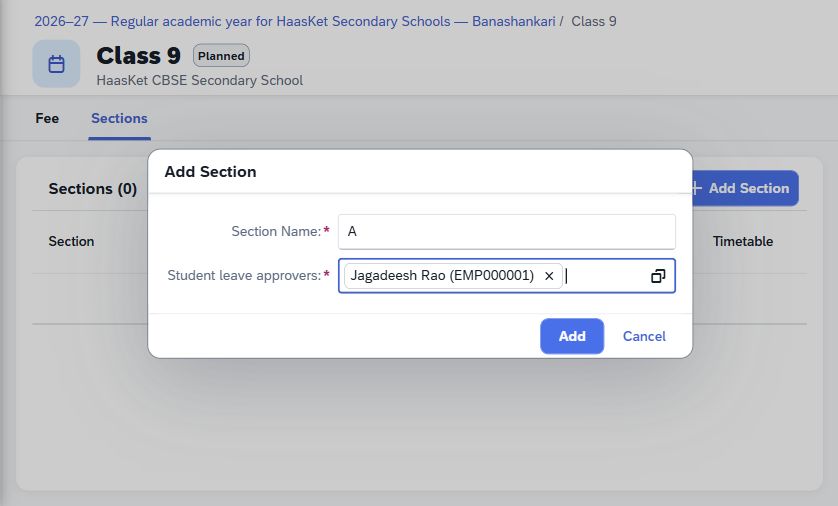 2026–27 — Regular academic year for HaasKet Secondary Schools — Banashankari / Class 9
Class 9 Planned
HaasKet CBSE Secondary School
Fee Sections
Add Section
Sections (0) + Add Section
Section Name:* A
Section Timetable
Student leave approvers:* Jagadeesh Rao (EMP000001) ×
Add Cancel